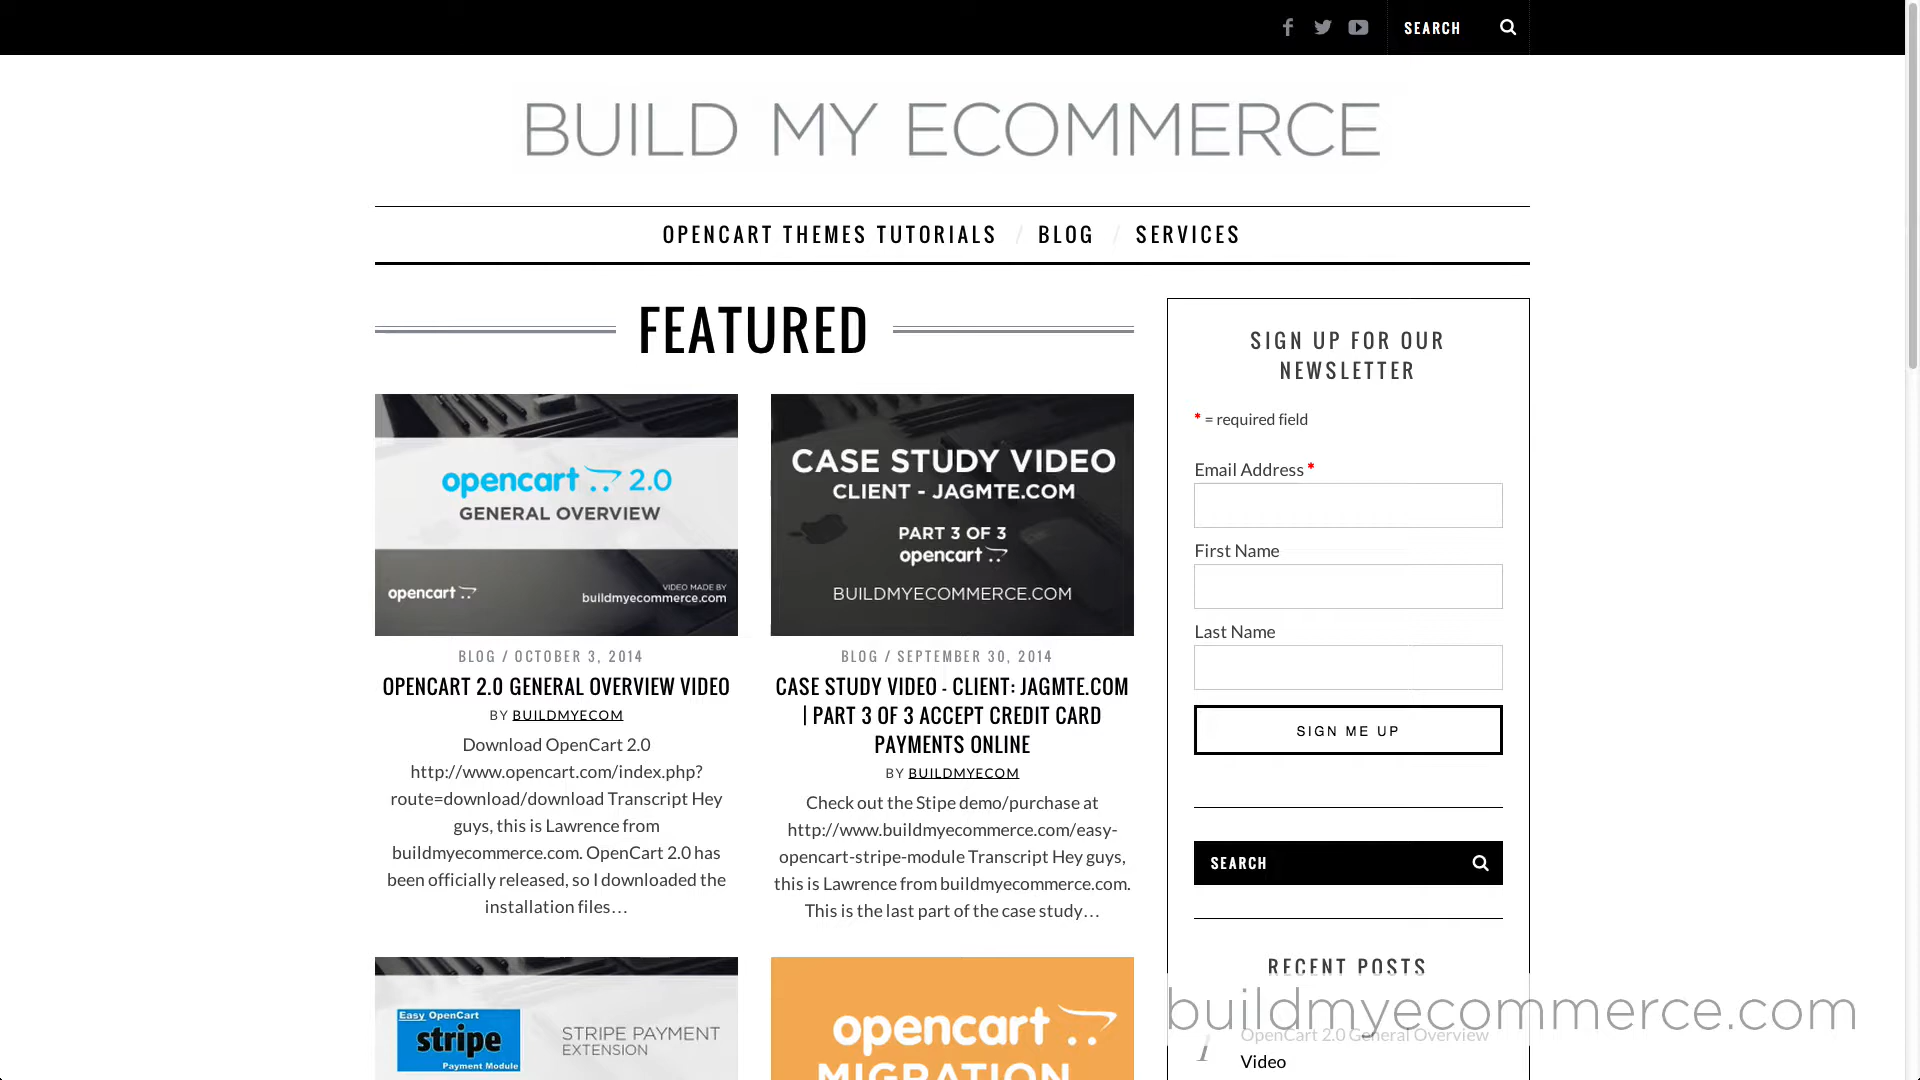 SEARCH
BUILD MY ECOMMERCE
OPENCART THEMES TUTORIALS / BLOG / SERVICES
FEATURED
opencart 2.0
GENERAL OVERVIEW
opencart
VIDEO MADE BY
buildmyecommerce.com
BLOG / OCTOBER 3, 2014
OPENCART 2.0 GENERAL OVERVIEW VIDEO
BY BUILDMYECOM
Download OpenCart 2.0
http://www.opencart.com/index.php?
route=download/download Transcript Hey
guys, this is Lawrence from
buildmyecommerce.com. OpenCart 2.0 has
been officially released, so I downloaded the
installation files…
CASE STUDY VIDEO
CLIENT - JAGMTE.COM
PART 3 OF 3
opencart
BUILDMYECOMMERCE.COM
BLOG / SEPTEMBER 30, 2014
CASE STUDY VIDEO - CLIENT: JAGMTE.COM
| PART 3 OF 3 ACCEPT CREDIT CARD
PAYMENTS ONLINE
BY BUILDMYECOM
Check out the Stipe demo/purchase at
http://www.buildmyecommerce.com/easy-
opencart-stripe-module Transcript Hey guys,
this is Lawrence from buildmyecommerce.com.
This is the last part of the case study…
Easy OpenCart
stripe
Payment Module
STRIPE PAYMENT
EXTENSION
opencart
MIGRATION
SIGN UP FOR OUR
NEWSLETTER
* = required field
Email Address *
First Name
Last Name
SIGN ME UP
SEARCH
RECENT POSTS
buildmyecommerce.com
1
OpenCart 2.0 General Overview
Video